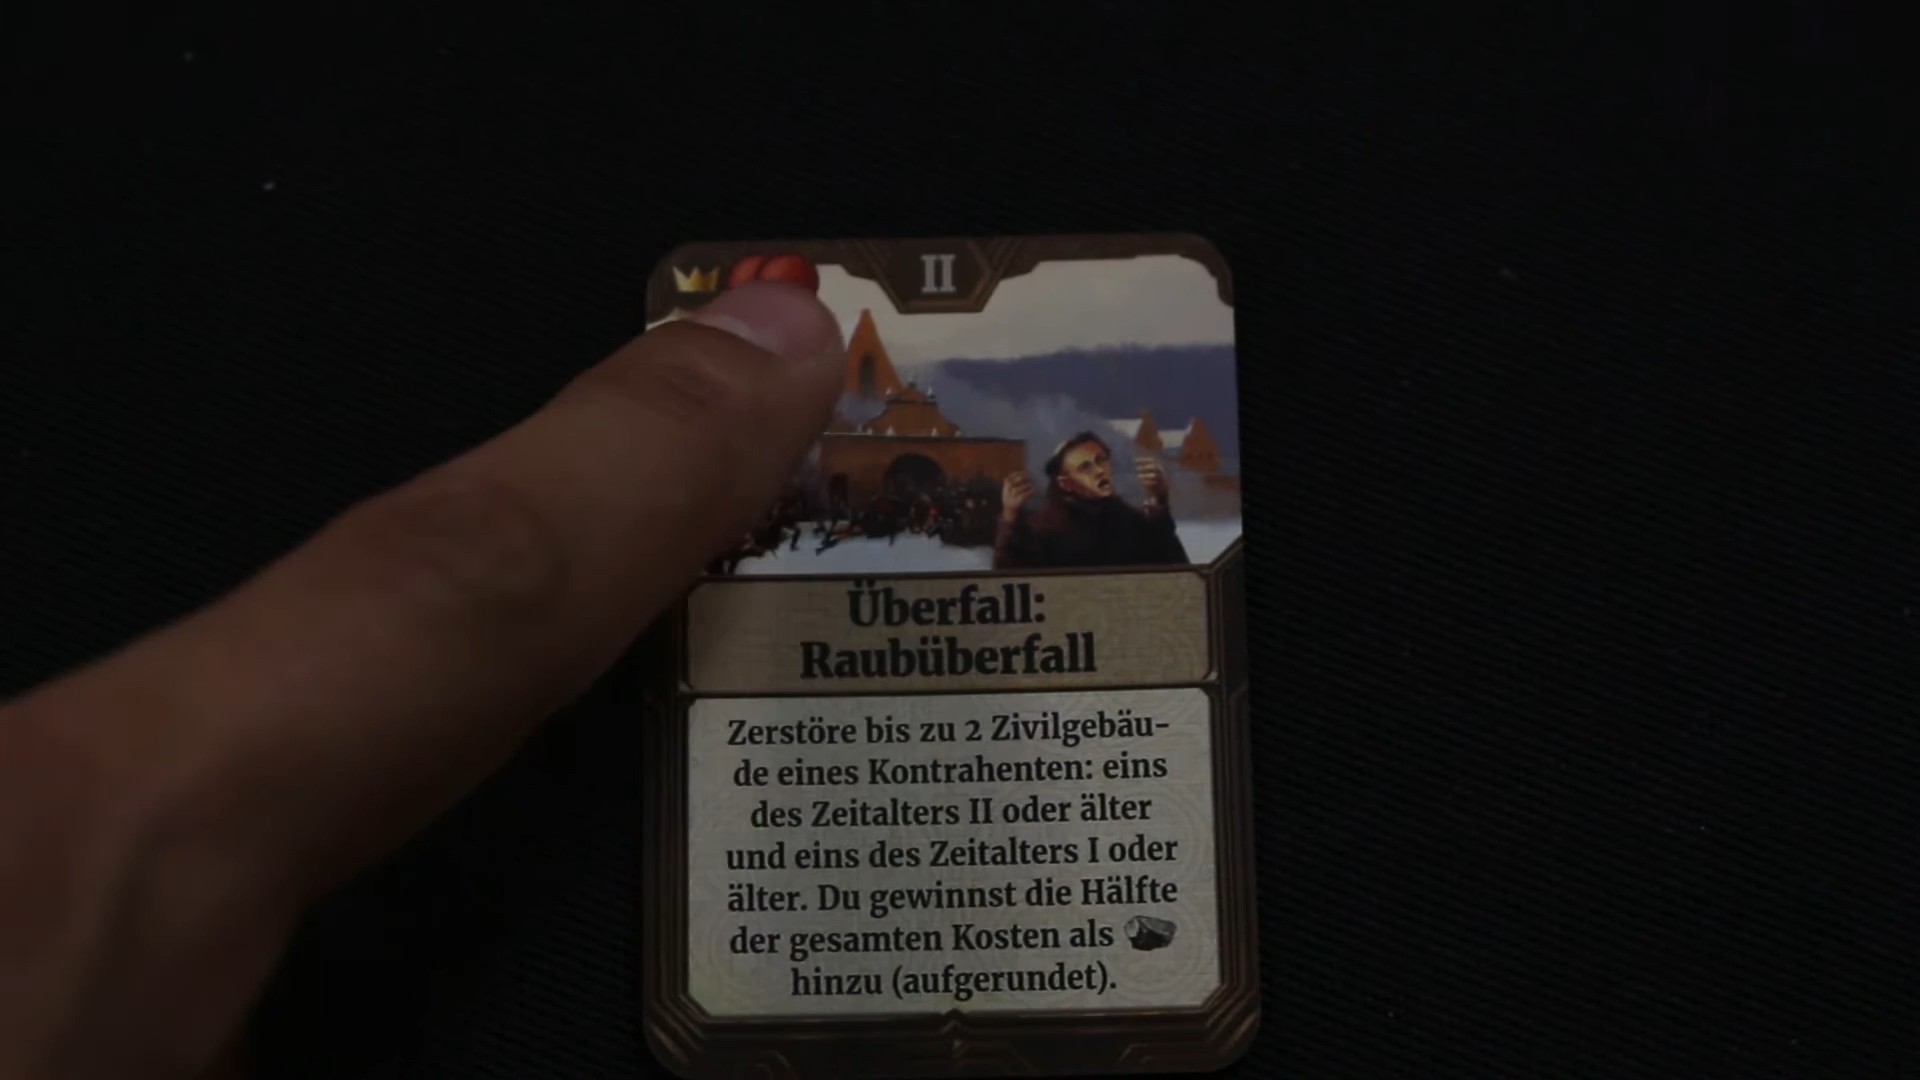 II
Überfall:
Raubüberfall
Zerstöre bis zu 2 Zivilgebäu-
de eines Kontrahenten: eins
des Zeitalters II oder älter
und eins des Zeitalters I oder
älter. Du gewinnst die Hälfte
der gesamten Kosten als
hinzu (aufgerundet).